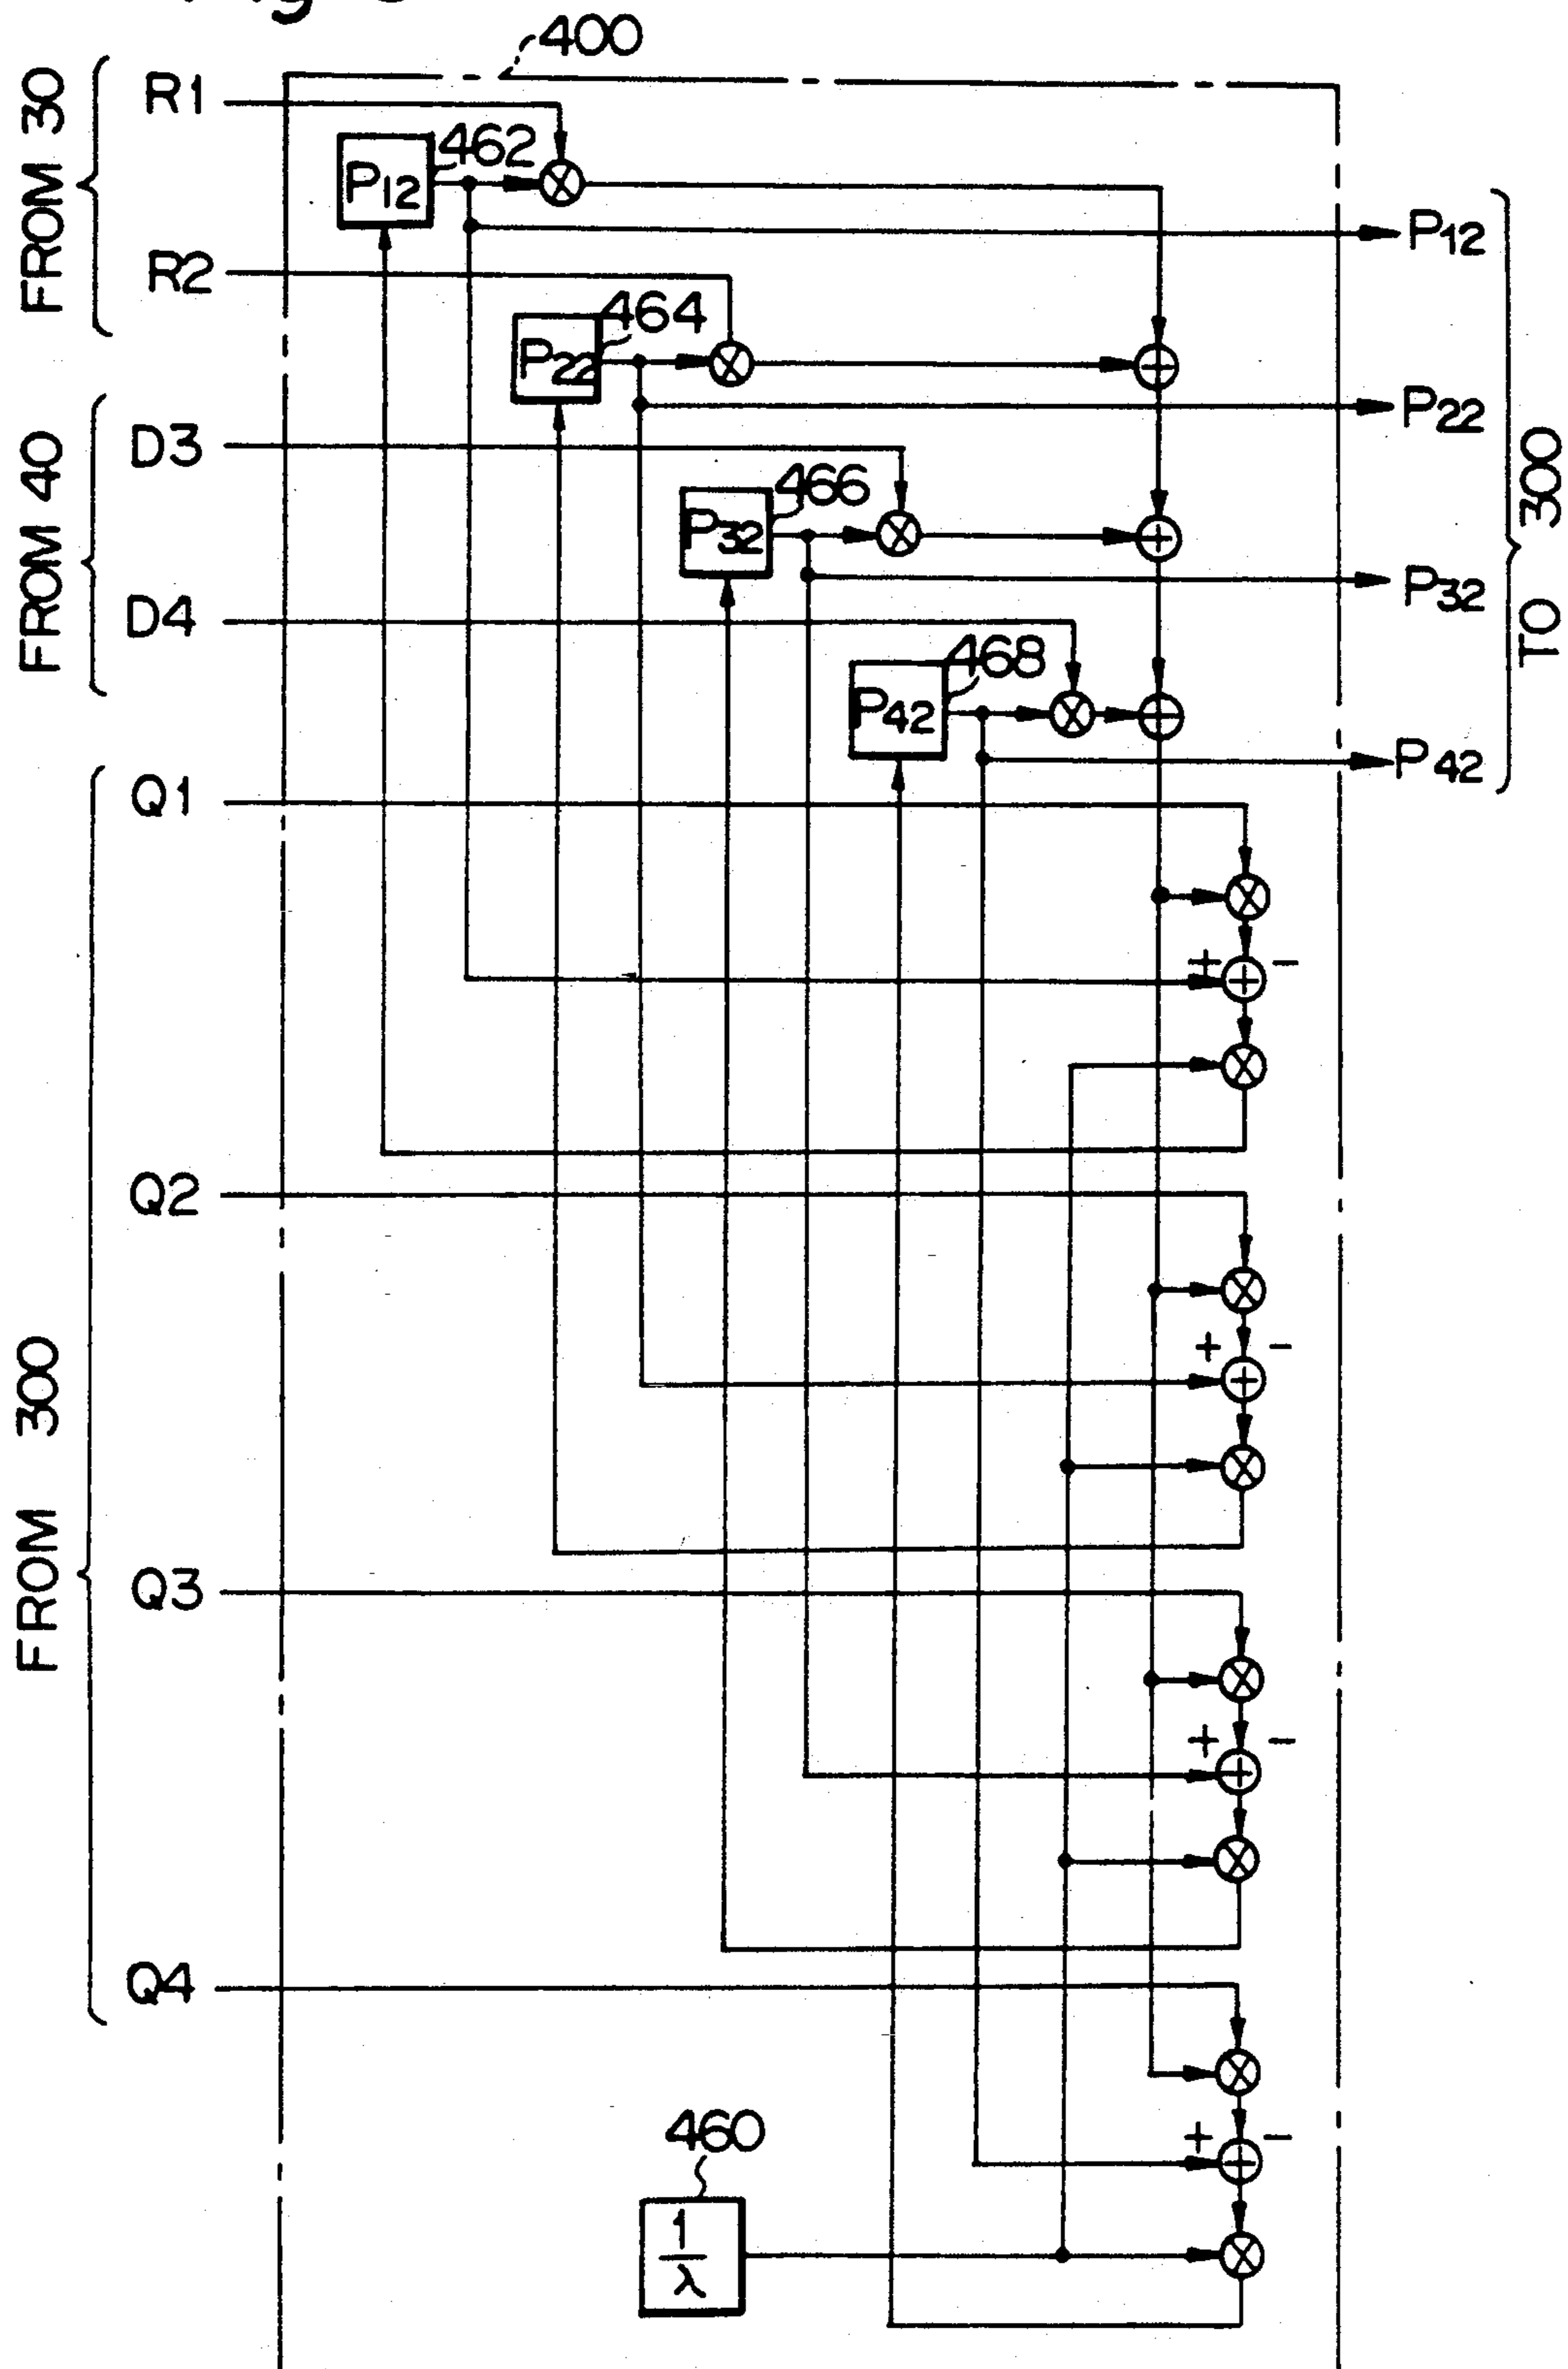 400
FROM 30
R1
462
P12
P12
R2
464
P22
P22
FROM 40
D3
466
P32
P32
D4
468
P42
P42
TO 300
FROM 300
Q1
+ -
Q2
+ -
Q3
+ -
Q4
+ -
460
1
λ